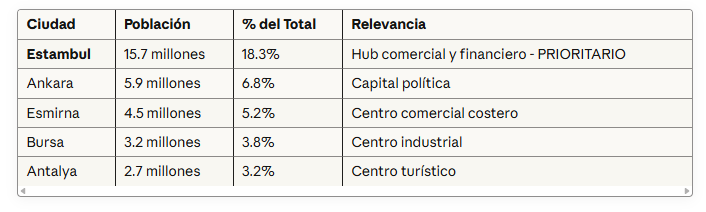 Ciudad Población % del Total Relevancia
Estambul 15.7 millones 18.3% Hub comercial y financiero - PRIORITARIO
Ankara 5.9 millones 6.8% Capital política
Esmirna 4.5 millones 5.2% Centro comercial costero
Bursa 3.2 millones 3.8% Centro industrial
Antalya 2.7 millones 3.2% Centro turístico